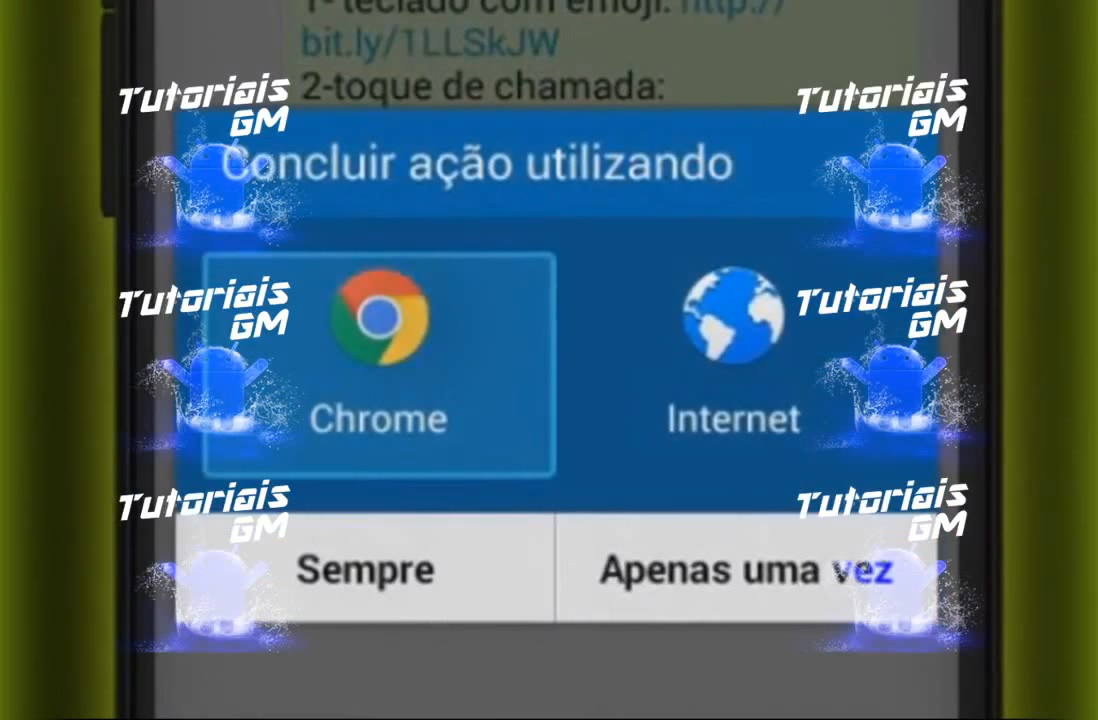 1- teclado com emoji: http://
bit.ly/1LLSkJW
2-toque de chamada:
Tutoriais
GM
Tutoriais
GM
Concluir ação utilizando
Tutoriais
GM
Tutoriais
GM
Chrome
Internet
Tutoriais
GM
Tutoriais
GM
Sempre
Apenas uma vez